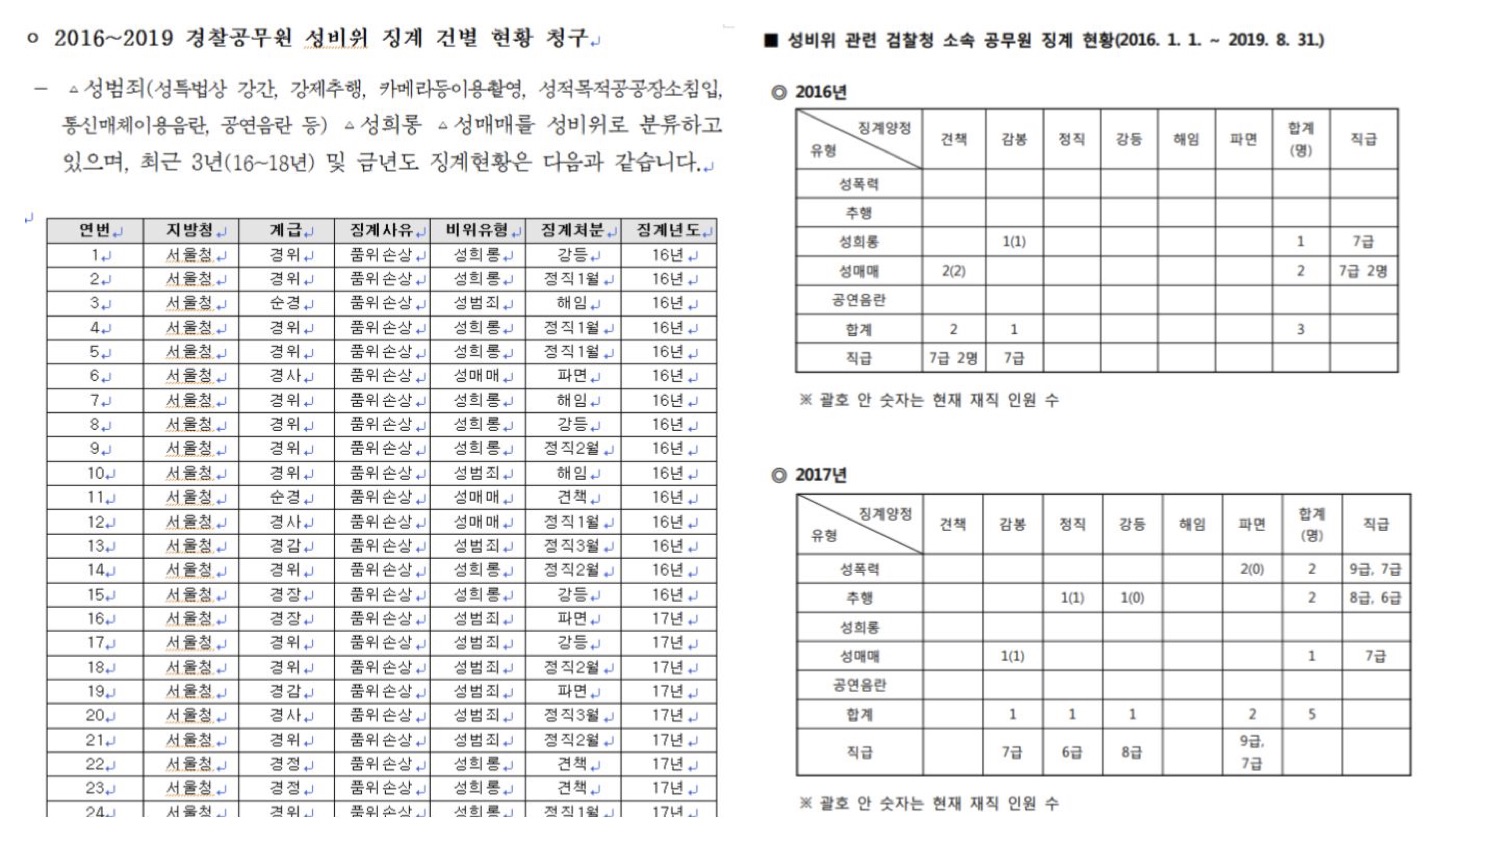 ㅇ 2016~2019 경찰공무원 성비위 징계 건별 현황 청구
- △성범죄(성특법상 강간, 강제추행, 카메라등이용촬영, 성적목적공공장소침입,
통신매체이용음란, 공연음란 등) △성희롱 △성매매를 성비위로 분류하고
있으며, 최근 3년(16~18년) 및 금년도 징계현황은 다음과 같습니다.
연번 지방청 계급 징계사유 비위유형 징계처분 징계년도
1 서울청 경위 품위손상 성희롱 강등 16년
2 서울청 경위 품위손상 성희롱 정직1월 16년
3 서울청 순경 품위손상 성범죄 해임 16년
4 서울청 경위 품위손상 성희롱 정직1월 16년
5 서울청 경위 품위손상 성희롱 정직1월 16년
6 서울청 경사 품위손상 성매매 파면 16년
7 서울청 경위 품위손상 성희롱 해임 16년
8 서울청 경위 품위손상 성희롱 강등 16년
9 서울청 경위 품위손상 성희롱 정직2월 16년
10 서울청 경위 품위손상 성범죄 해임 16년
11 서울청 순경 품위손상 성매매 견책 16년
12 서울청 경사 품위손상 성매매 정직1월 16년
13 서울청 경감 품위손상 성범죄 정직3월 16년
14 서울청 경위 품위손상 성희롱 정직2월 16년
15 서울청 경장 품위손상 성희롱 강등 16년
16 서울청 경장 품위손상 성범죄 파면 17년
17 서울청 경위 품위손상 성범죄 강등 17년
18 서울청 경위 품위손상 성범죄 정직2월 17년
19 서울청 경감 품위손상 성범죄 파면 17년
20 서울청 경사 품위손상 성범죄 정직3월 17년
21 서울청 경위 품위손상 성범죄 정직2월 17년
22 서울청 경정 품위손상 성희롱 견책 17년
23 서울청 경정 품위손상 성희롱 견책 17년
24 서울청 경위 품위손상 성희롱 정직1월 17년
■ 성비위 관련 검찰청 소속 공무원 징계 현황(2016. 1. 1. ~ 2019. 8. 31.)
◎ 2016년
징계양정 유형 견책 감봉 정직 강등 해임 파면 합계(명) 직급
성폭력
추행
성희롱 1(1) 1 7급
성매매 2(2) 2 7급 2명
공연음란
합계 2 1 3
직급 7급 2명 7급
※ 괄호 안 숫자는 현재 재직 인원 수
◎ 2017년
징계양정 유형 견책 감봉 정직 강등 해임 파면 합계(명) 직급
성폭력 2(0) 2 9급, 7급
추행 1(1) 1(0) 2 8급, 6급
성희롱
성매매 1(1) 1 7급
공연음란
합계 1 1 1 2 5
직급 7급 6급 8급 9급, 7급
※ 괄호 안 숫자는 현재 재직 인원 수